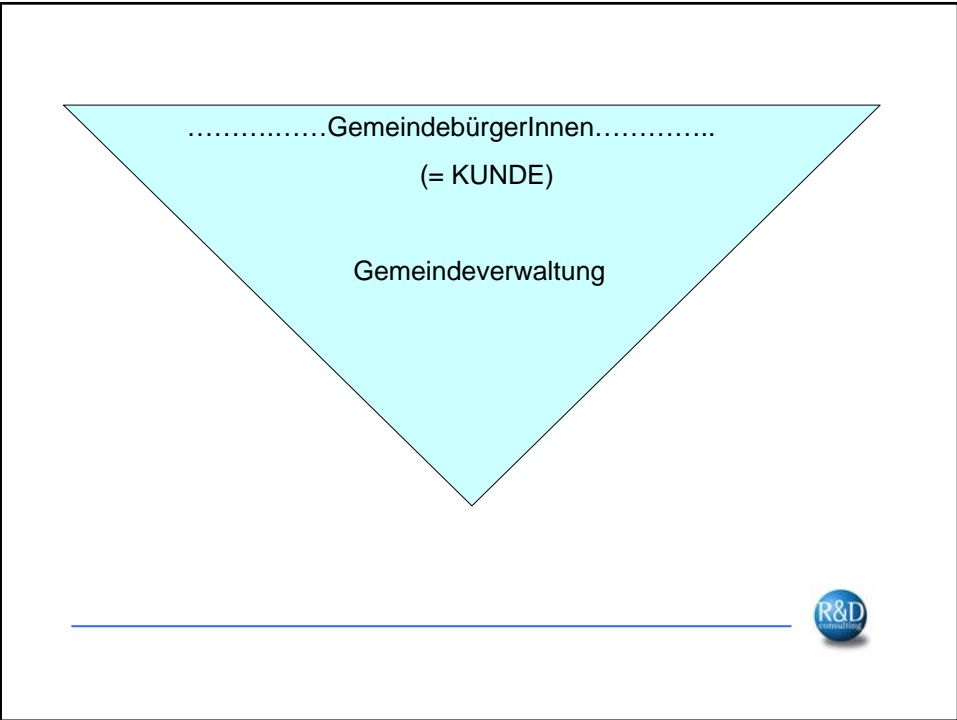 ………..……GemeindebürgerInnen…………..
(= KUNDE)
Gemeindeverwaltung
R&D
consulting